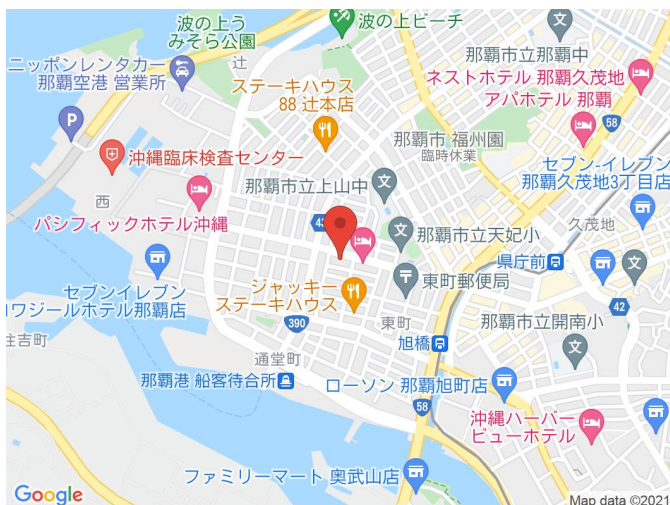 波の上う
みそら公園
波の上ビーチ
辻
那覇市立那覇中
ニッポンレンタカー
那覇空港 営業所
ネストホテル 那覇久茂地
アパホテル 那覇
ステーキハウス
88 辻本店
58
P
那覇市 福州園
臨時休業
沖縄臨床検査センター
セブン-イレブン
那覇久茂地3丁目店
那覇市立上山中
西
パシフィックホテル沖縄
42
久茂地
那覇市立天妃小
県庁前
セブンイレブン
ロワジールホテル那覇店
ジャッキー
ステーキハウス
東町郵便局
42
住吉町
390
東町
那覇市立開南小
旭橋
通堂町
那覇港 船客待合所
ローソン 那覇旭町店
58
沖縄ハーバー
ビューホテル
ファミリーマート 奥武山店
Google
Map data ©2021